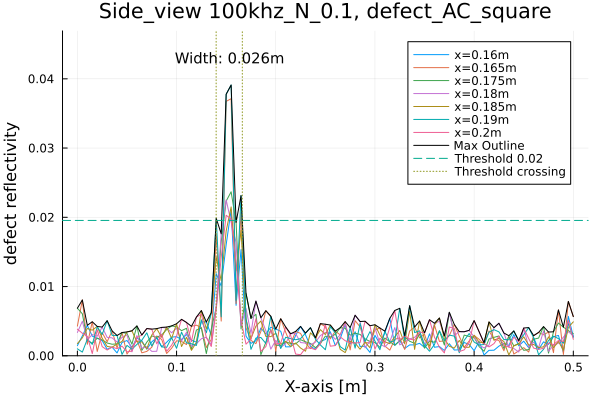 Side_view 100khz_N_0.1, defect_AC_square
Width: 0.026m
x=0.16m
x=0.165m
x=0.175m
x=0.18m
x=0.185m
x=0.19m
x=0.2m
Max Outline
Threshold 0.02
Threshold crossing
defect reflectivity
0.04
0.03
0.02
0.01
0.00
0.0 0.1 0.2 0.3 0.4 0.5
X-axis [m]